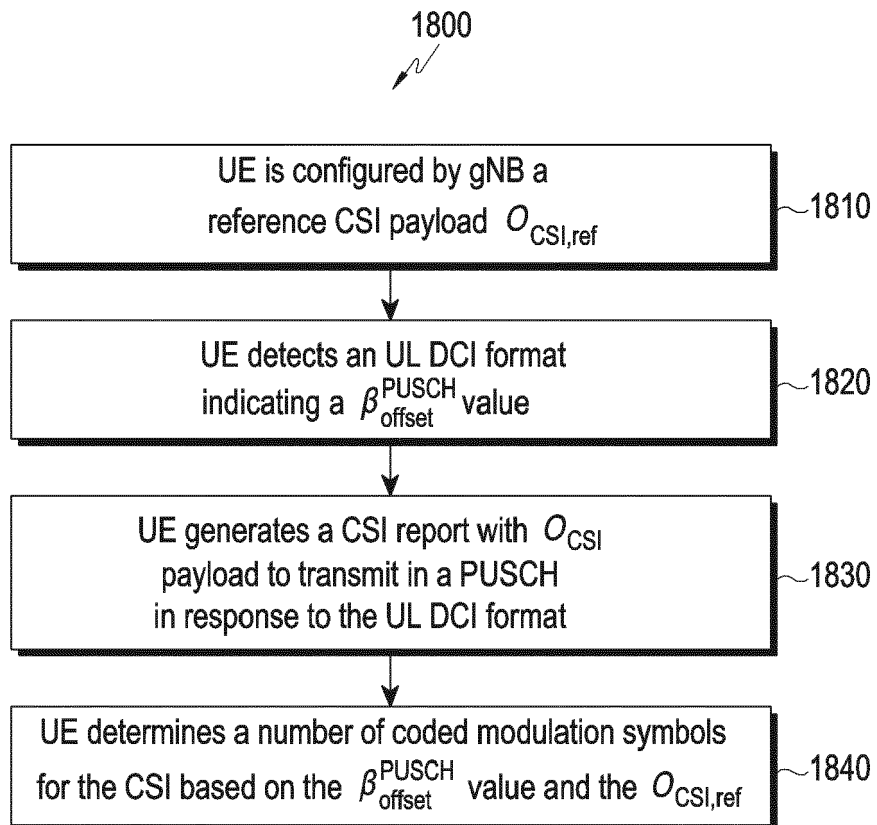 1800
UE is configured by gNB a
reference CSI payload O_CSI,ref
1810
UE detects an UL DCI format
indicating a β_offset^PUSCH value
1820
UE generates a CSI report with O_CSI
payload to transmit in a PUSCH
in response to the UL DCI format
1830
UE determines a number of coded modulation symbols
for the CSI based on the β_offset^PUSCH value and the O_CSI,ref
1840